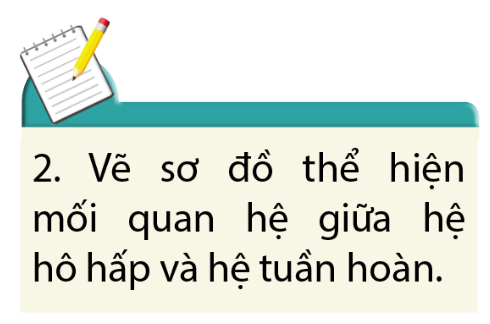 2. Vẽ sơ đồ thể hiện
mối quan hệ giữa hệ
hô hấp và hệ tuần hoàn.